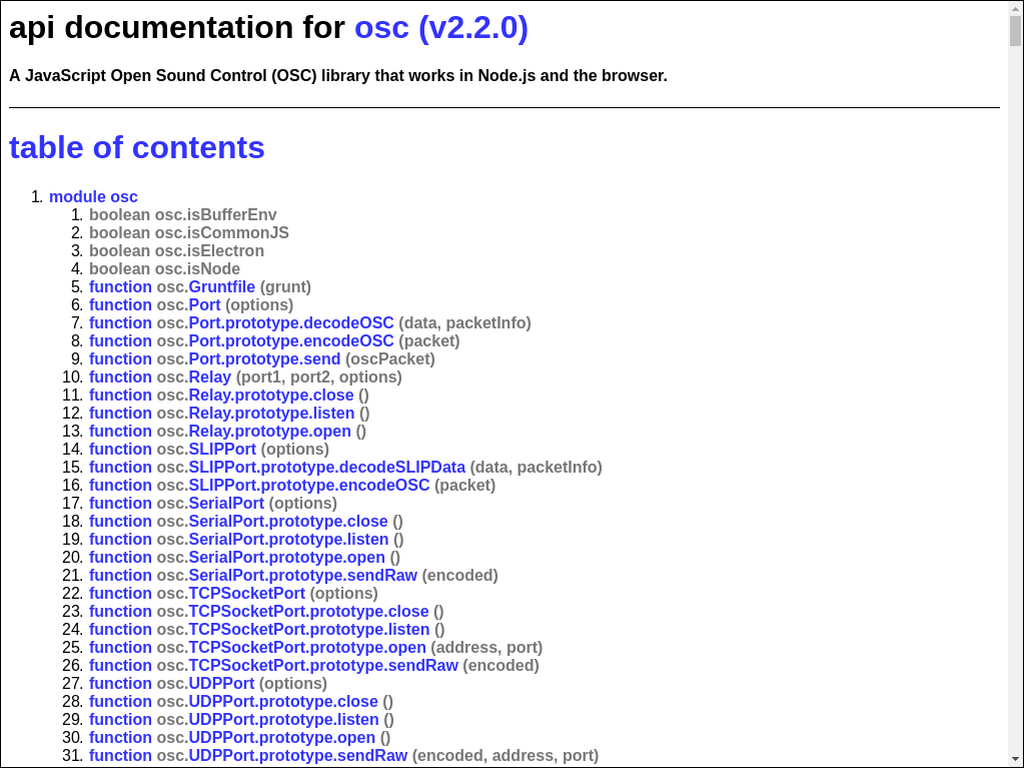 api documentation for osc (v2.2.0)
A JavaScript Open Sound Control (OSC) library that works in Node.js and the browser.
table of contents
1. module osc
1. boolean osc.isBufferEnv
2. boolean osc.isCommonJS
3. boolean osc.isElectron
4. boolean osc.isNode
5. function osc.Gruntfile (grunt)
6. function osc.Port (options)
7. function osc.Port.prototype.decodeOSC (data, packetInfo)
8. function osc.Port.prototype.encodeOSC (packet)
9. function osc.Port.prototype.send (oscPacket)
10. function osc.Relay (port1, port2, options)
11. function osc.Relay.prototype.close ()
12. function osc.Relay.prototype.listen ()
13. function osc.Relay.prototype.open ()
14. function osc.SLIPPort (options)
15. function osc.SLIPPort.prototype.decodeSLIPData (data, packetInfo)
16. function osc.SLIPPort.prototype.encodeOSC (packet)
17. function osc.SerialPort (options)
18. function osc.SerialPort.prototype.close ()
19. function osc.SerialPort.prototype.listen ()
20. function osc.SerialPort.prototype.open ()
21. function osc.SerialPort.prototype.sendRaw (encoded)
22. function osc.TCPSocketPort (options)
23. function osc.TCPSocketPort.prototype.close ()
24. function osc.TCPSocketPort.prototype.listen ()
25. function osc.TCPSocketPort.prototype.open (address, port)
26. function osc.TCPSocketPort.prototype.sendRaw (encoded)
27. function osc.UDPPort (options)
28. function osc.UDPPort.prototype.close ()
29. function osc.UDPPort.prototype.listen ()
30. function osc.UDPPort.prototype.open ()
31. function osc.UDPPort.prototype.sendRaw (encoded, address, port)